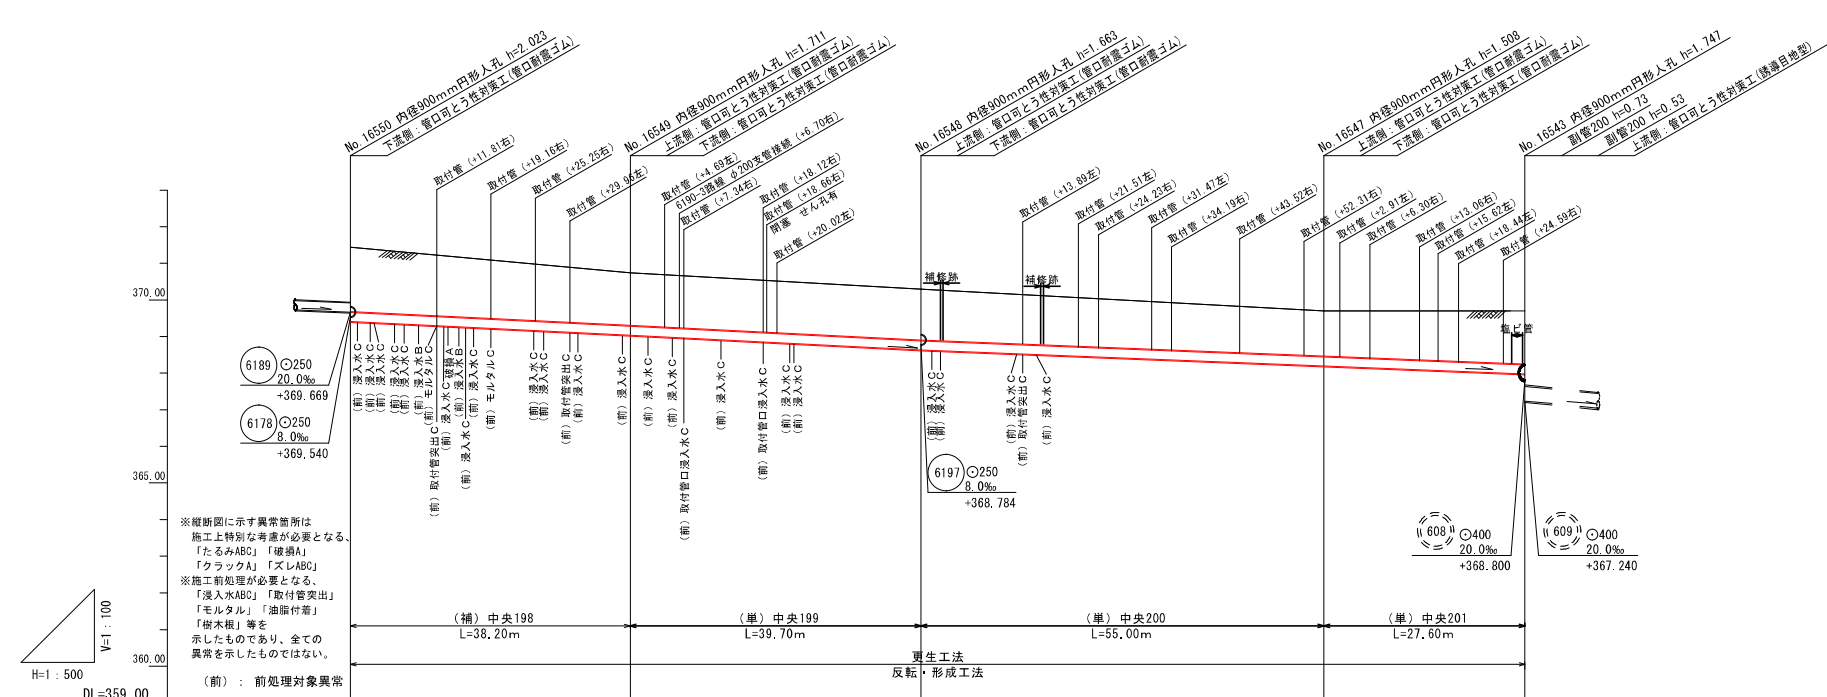 No.16550 内径900mm円形人孔 h=2.023
下流側：管口可とう性対策工(管口耐震ゴム)
No.16549 内径900mm円形人孔 h=1.711
上流側：管口可とう性対策工(管口耐震ゴム)
下流側：管口可とう性対策工(管口耐震ゴム)
No.16548 内径900mm円形人孔 h=1.663
上流側：管口可とう性対策工(管口耐震ゴム)
下流側：管口可とう性対策工(管口耐震ゴム)
No.16547 内径900mm円形人孔 h=1.508
上流側：管口可とう性対策工(管口耐震ゴム)
下流側：管口可とう性対策工(管口耐震ゴム)
No.16543 内径900mm円形人孔 h=1.747
副管200 h=0.73
副管200 h=0.53
上流側：管口可とう性対策工(誘導目地型)
取付管 (+11.81右)
取付管 (+19.16右)
取付管 (+25.25右)
取付管 (+29.95左)
取付管 (+4.69左)
6190-3路線 φ200支管接続 (+6.70右)
取付管 (+7.34右)
取付管 (+18.12右)
取付管 (+18.66右)
閉塞 せん孔有
取付管 (+20.02左)
取付管 (+13.89左)
取付管 (+21.51左)
取付管 (+24.23右)
取付管 (+31.47左)
取付管 (+34.19右)
取付管 (+43.52右)
取付管 (+52.31右)
取付管 (+2.91左)
取付管 (+6.30右)
取付管 (+13.06右)
取付管 (+15.62左)
取付管 (+18.44左)
取付管 (+24.59右)
補修跡
補修跡
370.00
365.00
360.00
DL=359.00
6189 250
20.0‰
+369.669
6178 250
8.0‰
+369.540
(前) 浸入水C
(前) 浸入水C
(前) 浸入水C
(前) 浸入水C
(前) 浸入水C
(前) 浸入水B
(前) モルタルC
(前) 取付管突出C
(前) 浸入水C
破損A
(前) 浸入水B
(前) 浸入水C
(前) 浸入水C
(前) モルタルC
(前) 浸入水C
(前) 浸入水C
(前) 取付管突出C
(前) 浸入水C
(前) 浸入水C
(前) 浸入水C
(前) 浸入水C
(前) 取付管口浸入水C
(前) 浸入水C
(前) 取付管口浸入水C
(前) 浸入水C
(前) 浸入水C
(前) 浸入水C
(前) 浸入水C
(前) 浸入水C
(前) 取付管突出C
(前) 浸入水C
6197 250
8.0‰
+368.784
608 400
20.0‰
+368.800
609 400
20.0‰
+367.240
※縦断図に示す異常箇所は
施工上特別な考慮が必要となる、
「たるみABC」「破損A」
「クラックA」「ズレABC」
※施工前処理が必要となる、
「浸入水ABC」「取付管突出」
「モルタル」「油脂付着」
「樹木根」等を
示したものであり、全ての
異常を示したものではない。
(前) ： 前処理対象異常
V=1：100
H=1：500
(補) 中央198
L=38.20m
(単) 中央199
L=39.70m
(単) 中央200
L=55.00m
(単) 中央201
L=27.60m
更生工法
反転・形成工法